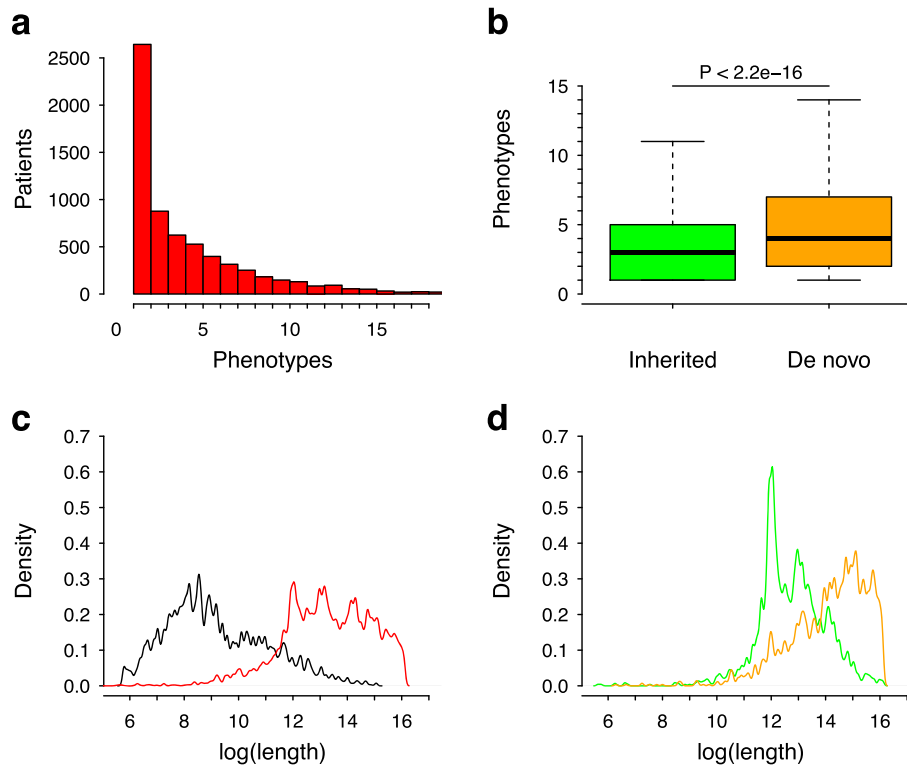 a
2500
2000
1500
1000
500
0
Patients
0 5 10 15
Phenotypes
b
P < 2.2e−16
15
10
5
0
Phenotypes
Inherited De novo
c
0.7
0.6
0.5
0.4
0.3
0.2
0.1
0.0
Density
6 8 10 12 14 16
log(length)
d
0.7
0.6
0.5
0.4
0.3
0.2
0.1
0.0
Density
6 8 10 12 14 16
log(length)